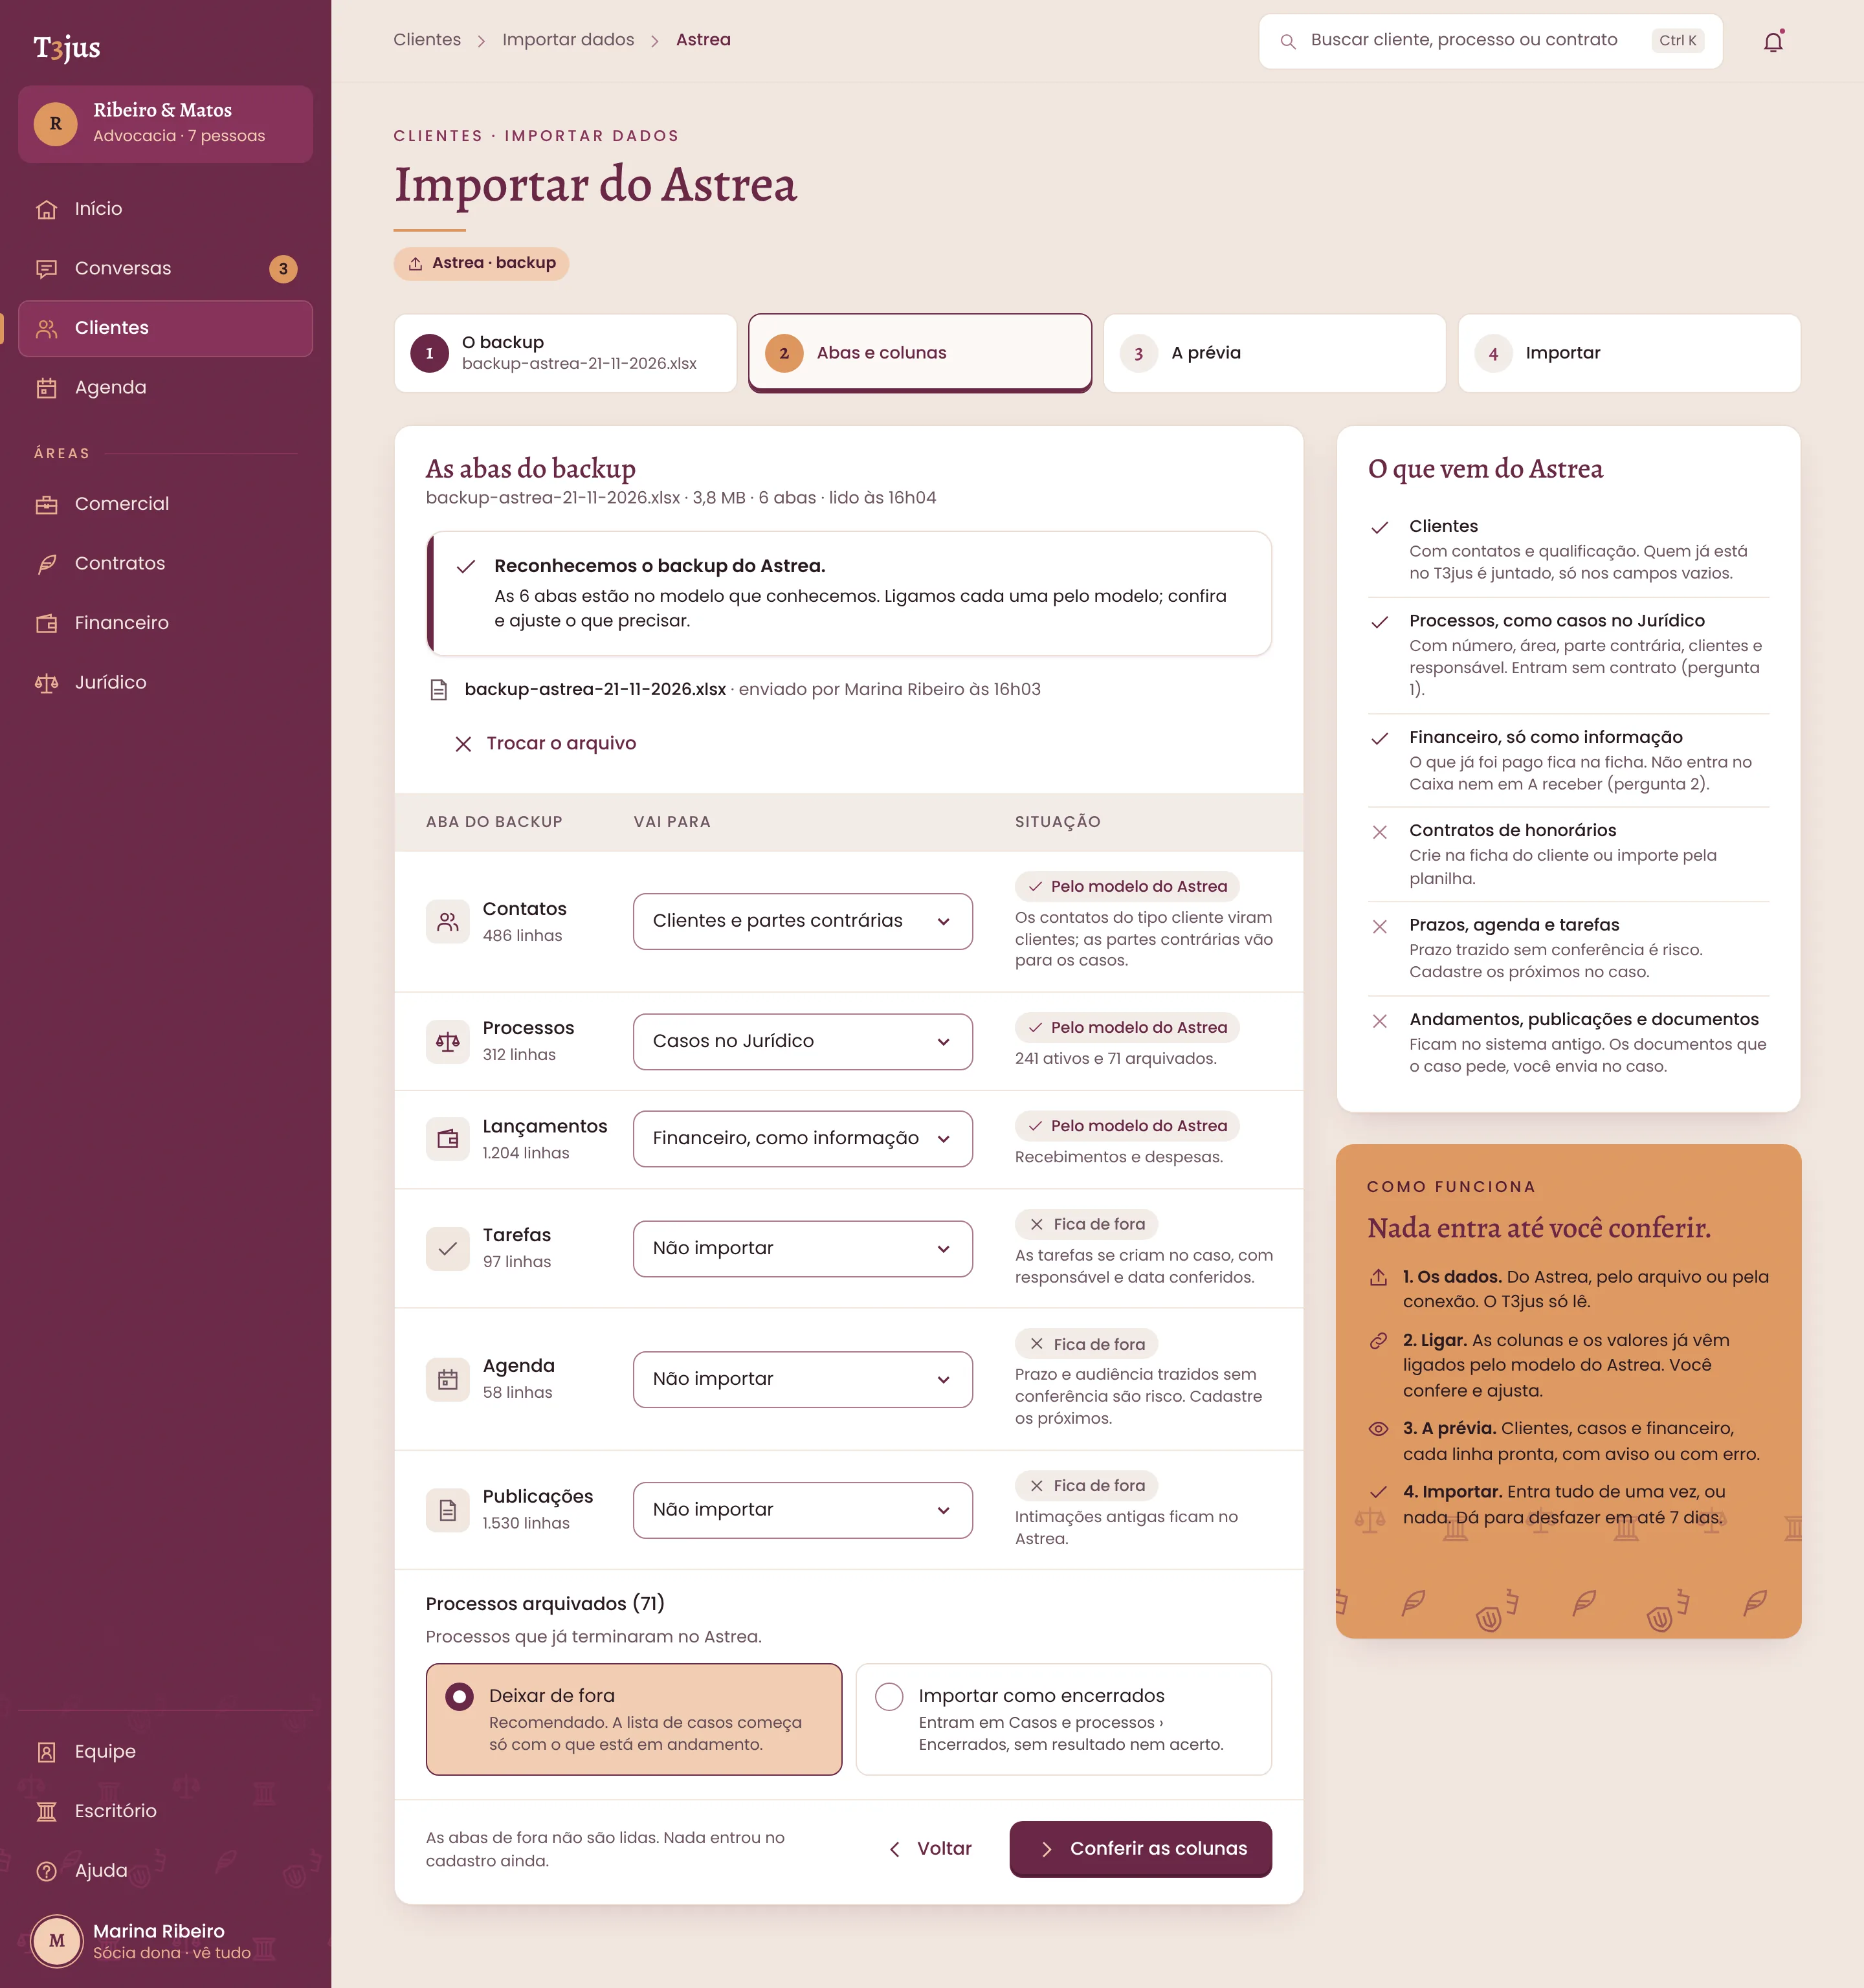 T3jus
R
Ribeiro & Matos
Advocacia · 7 pessoas
Início
Conversas
3
Clientes
Agenda
ÁREAS
Comercial
Contratos
Financeiro
Jurídico
Equipe
Escritório
Ajuda
M
Marina Ribeiro
Sócia dona · vê tudo
Clientes
Importar dados
Astrea
Buscar cliente, processo ou contrato
Ctrl K
CLIENTES · IMPORTAR DADOS
Importar do Astrea
Astrea · backup
1
O backup
backup-astrea-21-11-2026.xlsx
2
Abas e colunas
3
A prévia
4
Importar
As abas do backup
backup-astrea-21-11-2026.xlsx · 3,8 MB · 6 abas · lido às 16h04
Reconhecemos o backup do Astrea.
As 6 abas estão no modelo que conhecemos. Ligamos cada uma pelo modelo; confira
e ajuste o que precisar.
backup-astrea-21-11-2026.xlsx · enviado por Marina Ribeiro às 16h03
Trocar o arquivo
ABA DO BACKUP
VAI PARA
SITUAÇÃO
Contatos
486 linhas
Clientes e partes contrárias
Pelo modelo do Astrea
Os contatos do tipo cliente viram
clientes; as partes contrárias vão
para os casos.
Processos
312 linhas
Casos no Jurídico
Pelo modelo do Astrea
241 ativos e 71 arquivados.
Lançamentos
1.204 linhas
Financeiro, como informação
Pelo modelo do Astrea
Recebimentos e despesas.
Tarefas
97 linhas
Não importar
Fica de fora
As tarefas se criam no caso, com
responsável e data conferidos.
Agenda
58 linhas
Não importar
Fica de fora
Prazo e audiência trazidos sem
conferência são risco. Cadastre
os próximos.
Publicações
1.530 linhas
Não importar
Fica de fora
Intimações antigas ficam no
Astrea.
Processos arquivados (71)
Processos que já terminaram no Astrea.
Deixar de fora
Recomendado. A lista de casos começa
só com o que está em andamento.
Importar como encerrados
Entram em Casos e processos ›
Encerrados, sem resultado nem acerto.
As abas de fora não são lidas. Nada entrou no
cadastro ainda.
Voltar
Conferir as colunas
O que vem do Astrea
Clientes
Com contatos e qualificação. Quem já está
no T3jus é juntado, só nos campos vazios.
Processos, como casos no Jurídico
Com número, área, parte contrária, clientes e
responsável. Entram sem contrato (pergunta
1).
Financeiro, só como informação
O que já foi pago fica na ficha. Não entra no
Caixa nem em A receber (pergunta 2).
Contratos de honorários
Crie na ficha do cliente ou importe pela
planilha.
Prazos, agenda e tarefas
Prazo trazido sem conferência é risco.
Cadastre os próximos no caso.
Andamentos, publicações e documentos
Ficam no sistema antigo. Os documentos que
o caso pede, você envia no caso.
COMO FUNCIONA
Nada entra até você conferir.
1. Os dados. Do Astrea, pelo arquivo ou pela
conexão. O T3jus só lê.
2. Ligar. As colunas e os valores já vêm
ligados pelo modelo do Astrea. Você
confere e ajusta.
3. A prévia. Clientes, casos e financeiro,
cada linha pronta, com aviso ou com erro.
4. Importar. Entra tudo de uma vez, ou
nada. Dá para desfazer em até 7 dias.